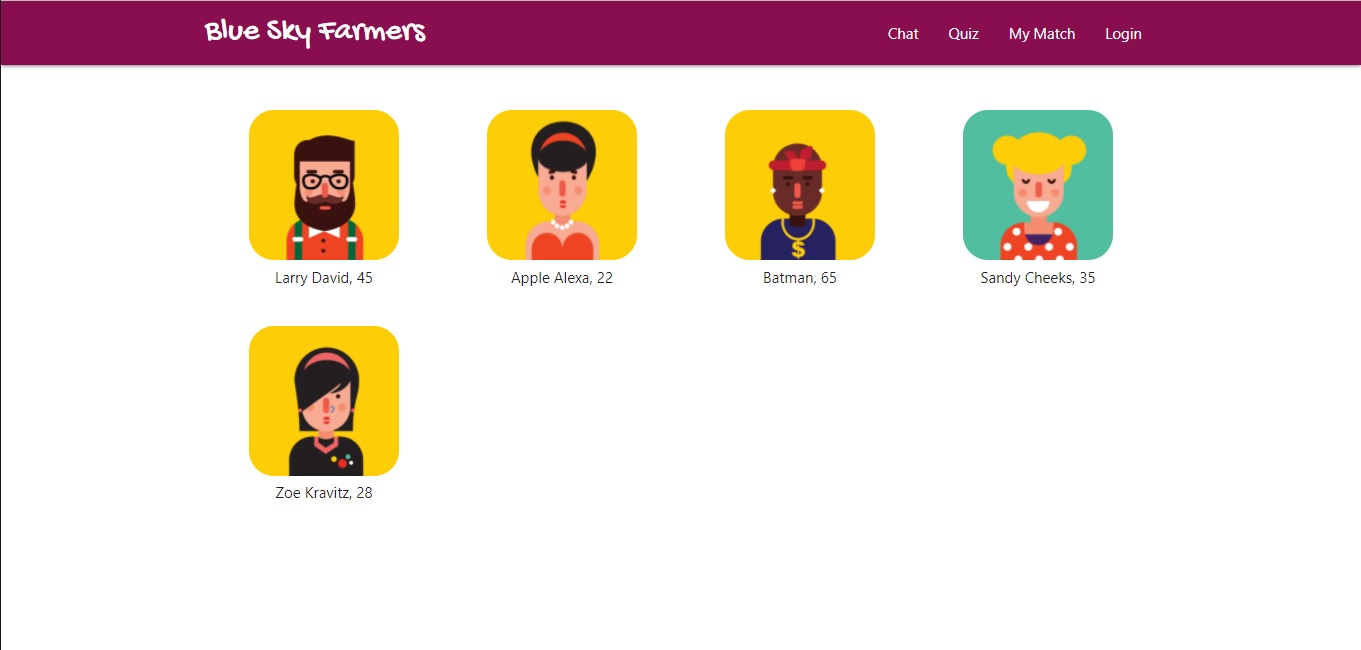 Blue Sky Farmers
Chat Quiz My Match Login
Larry David, 45 Apple Alexa, 22 Batman, 65 Sandy Cheeks, 35
Zoe Kravitz, 28